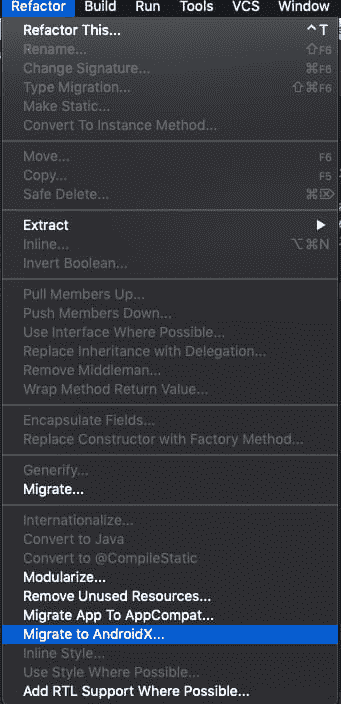 Refactor Build Run Tools VCS Window
Refactor This... ^T
Rename... ⇧F6
Change Signature... ⌘F6
Type Migration... ⇧⌘F6
Make Static...
Convert To Instance Method...
Move... F6
Copy... F5
Safe Delete... ⌘⌦
Extract ▶
Inline... ⌥⌘N
Invert Boolean...
Pull Members Up...
Push Members Down...
Use Interface Where Possible...
Replace Inheritance with Delegation...
Remove Middleman...
Wrap Method Return Value...
Encapsulate Fields...
Replace Constructor with Factory Method...
Generify...
Migrate...
Internationalize...
Convert to Java
Convert to @CompileStatic
Modularize...
Remove Unused Resources...
Migrate App To AppCompat...
Migrate to AndroidX...
Inline Style...
Use Style Where Possible...
Add RTL Support Where Possible...